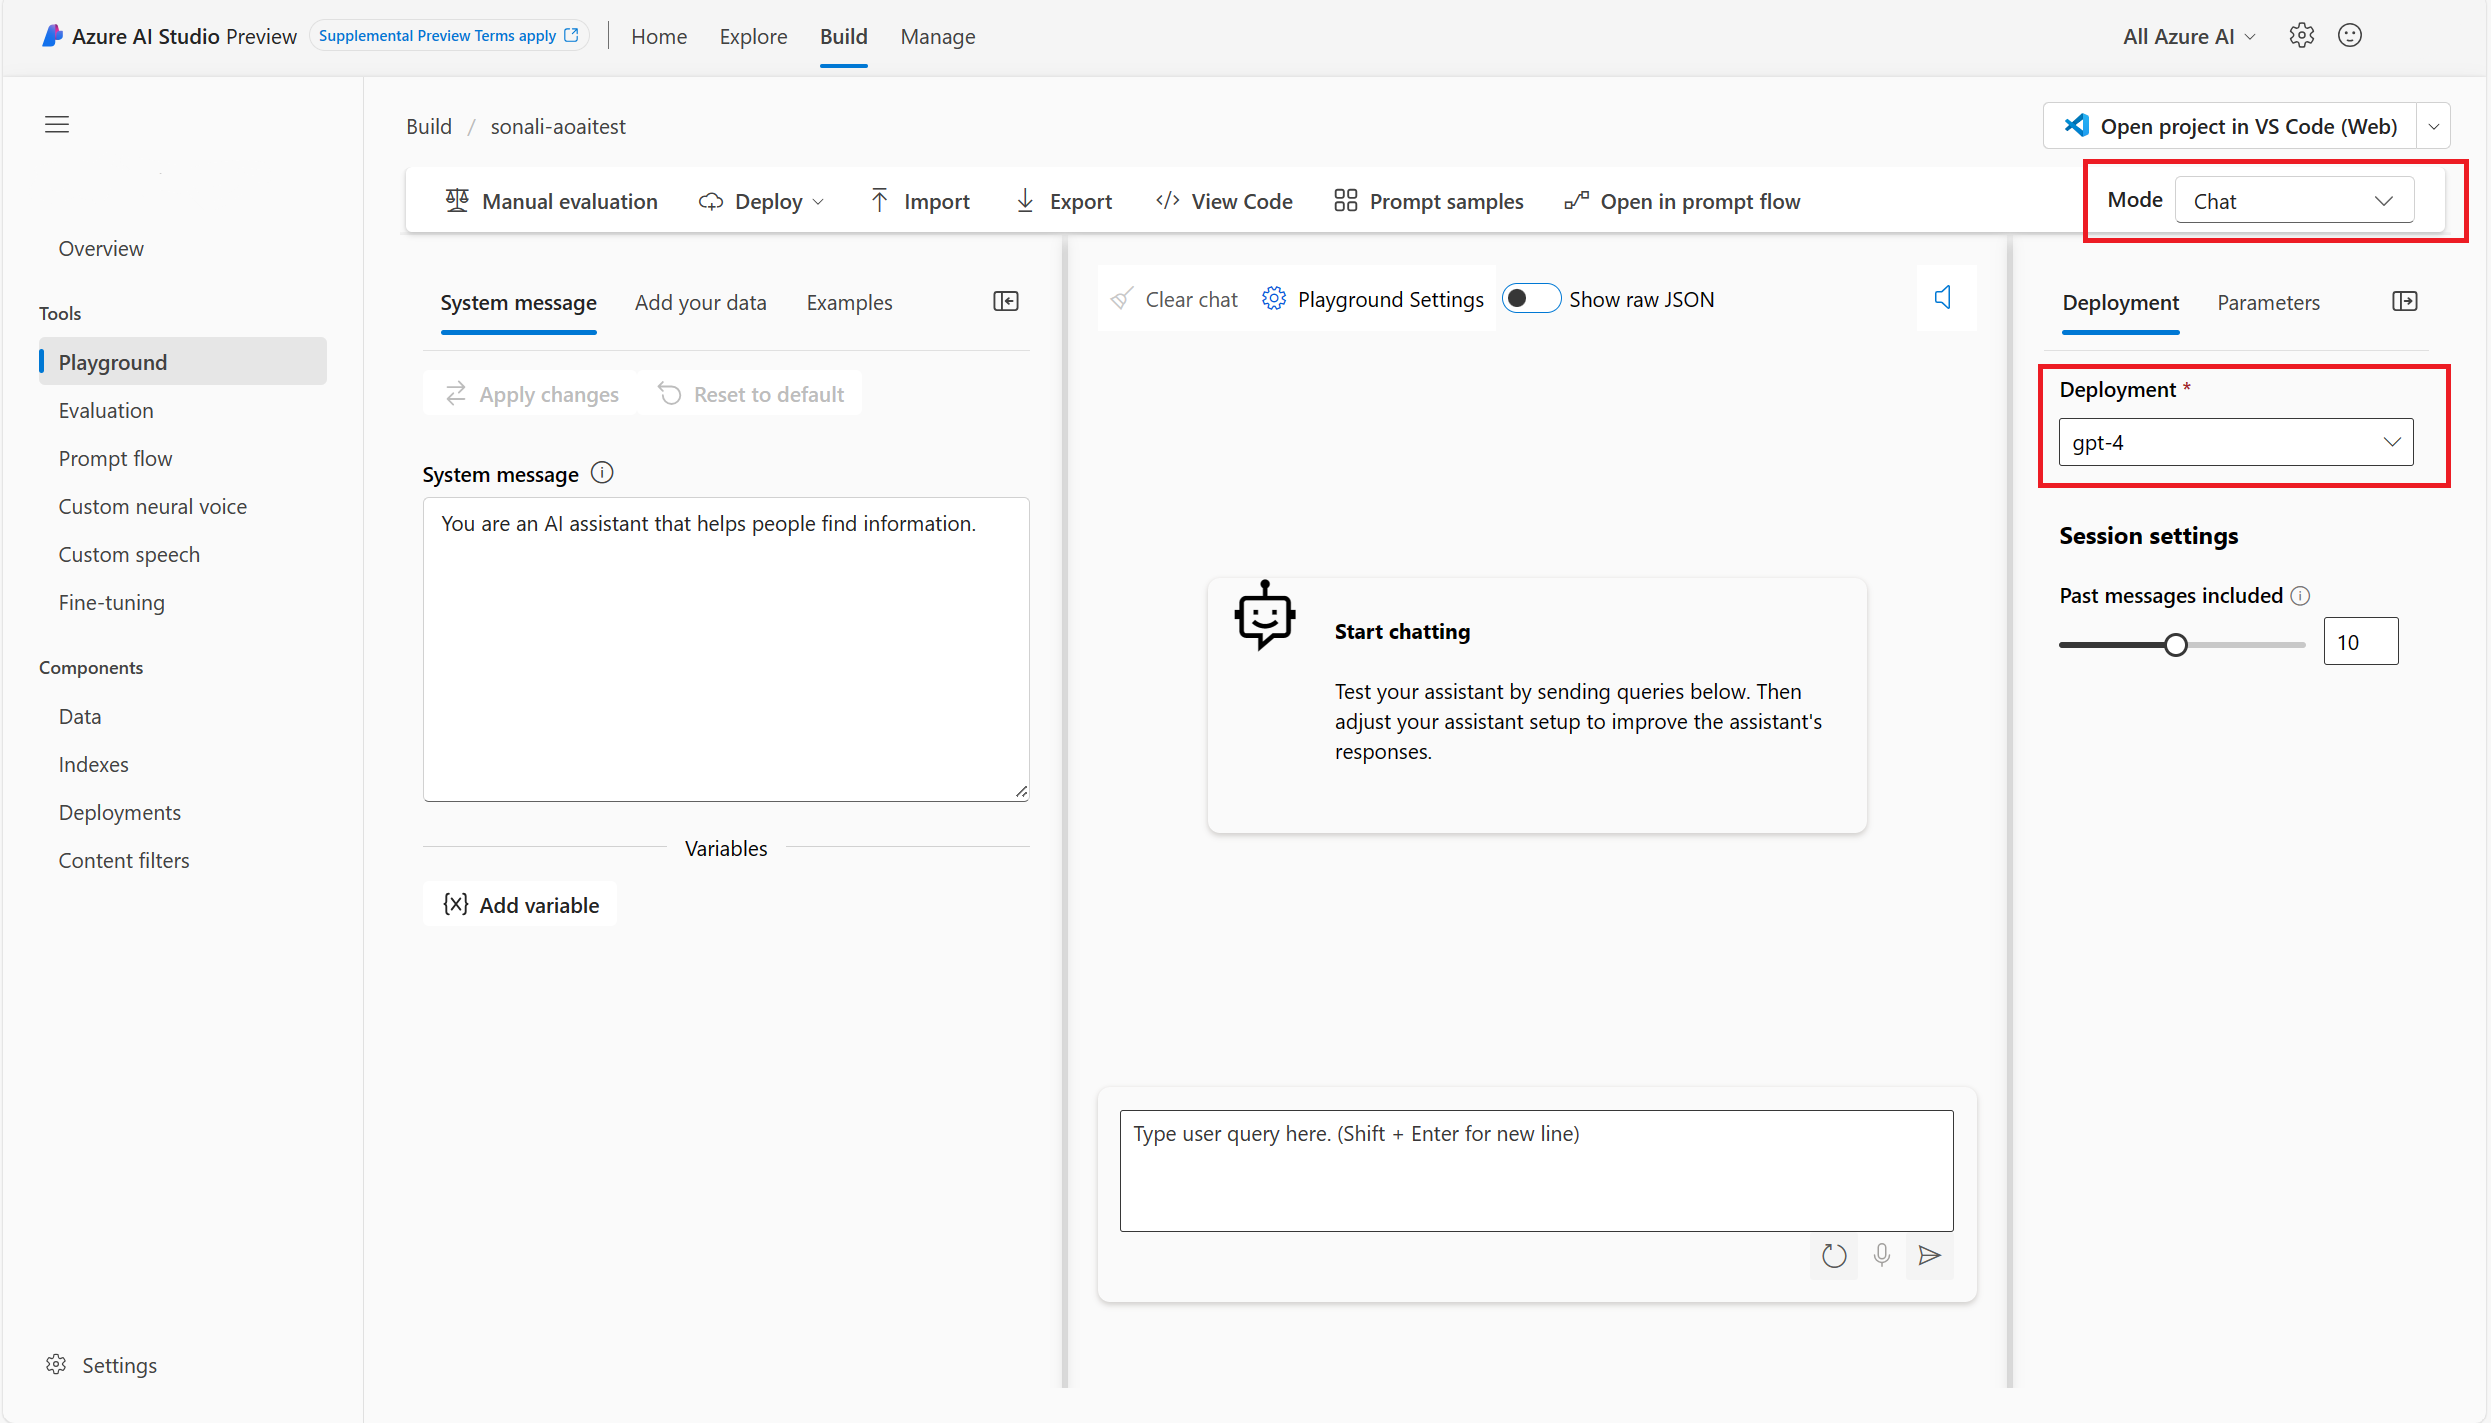 Azure AI Studio Preview
Supplemental Preview Terms apply
Home
Explore
Build
Manage
All Azure AI
Build / sonali-aoaitest
Open project in VS Code (Web)
Manual evaluation
Deploy
Import
Export
</> View Code
Prompt samples
Open in prompt flow
Mode
Chat
Overview
Tools
Playground
Evaluation
Prompt flow
Custom neural voice
Custom speech
Fine-tuning
Components
Data
Indexes
Deployments
Content filters
Settings
System message
Add your data
Examples
Apply changes
Reset to default
System message
You are an AI assistant that helps people find information.
Variables
{x} Add variable
Clear chat
Playground Settings
Show raw JSON
Start chatting
Test your assistant by sending queries below. Then
adjust your assistant setup to improve the assistant's
responses.
Type user query here. (Shift + Enter for new line)
Deployment
Parameters
Deployment *
gpt-4
Session settings
Past messages included
10